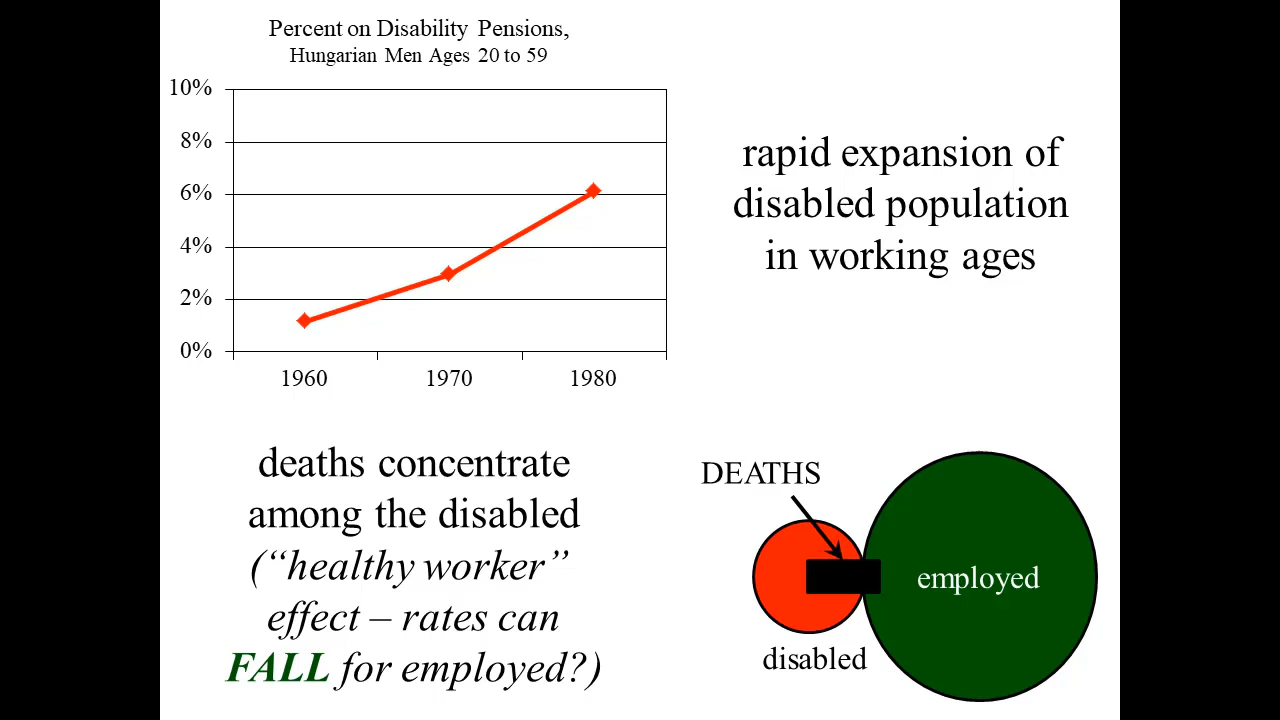 Percent on Disability Pensions,
Hungarian Men Ages 20 to 59
10%
8%
6%
4%
2%
0%
1960
1970
1980
rapid expansion of
disabled population
in working ages
deaths concentrate
among the disabled
(“healthy worker”
effect – rates can
FALL for employed?)
DEATHS
employed
disabled